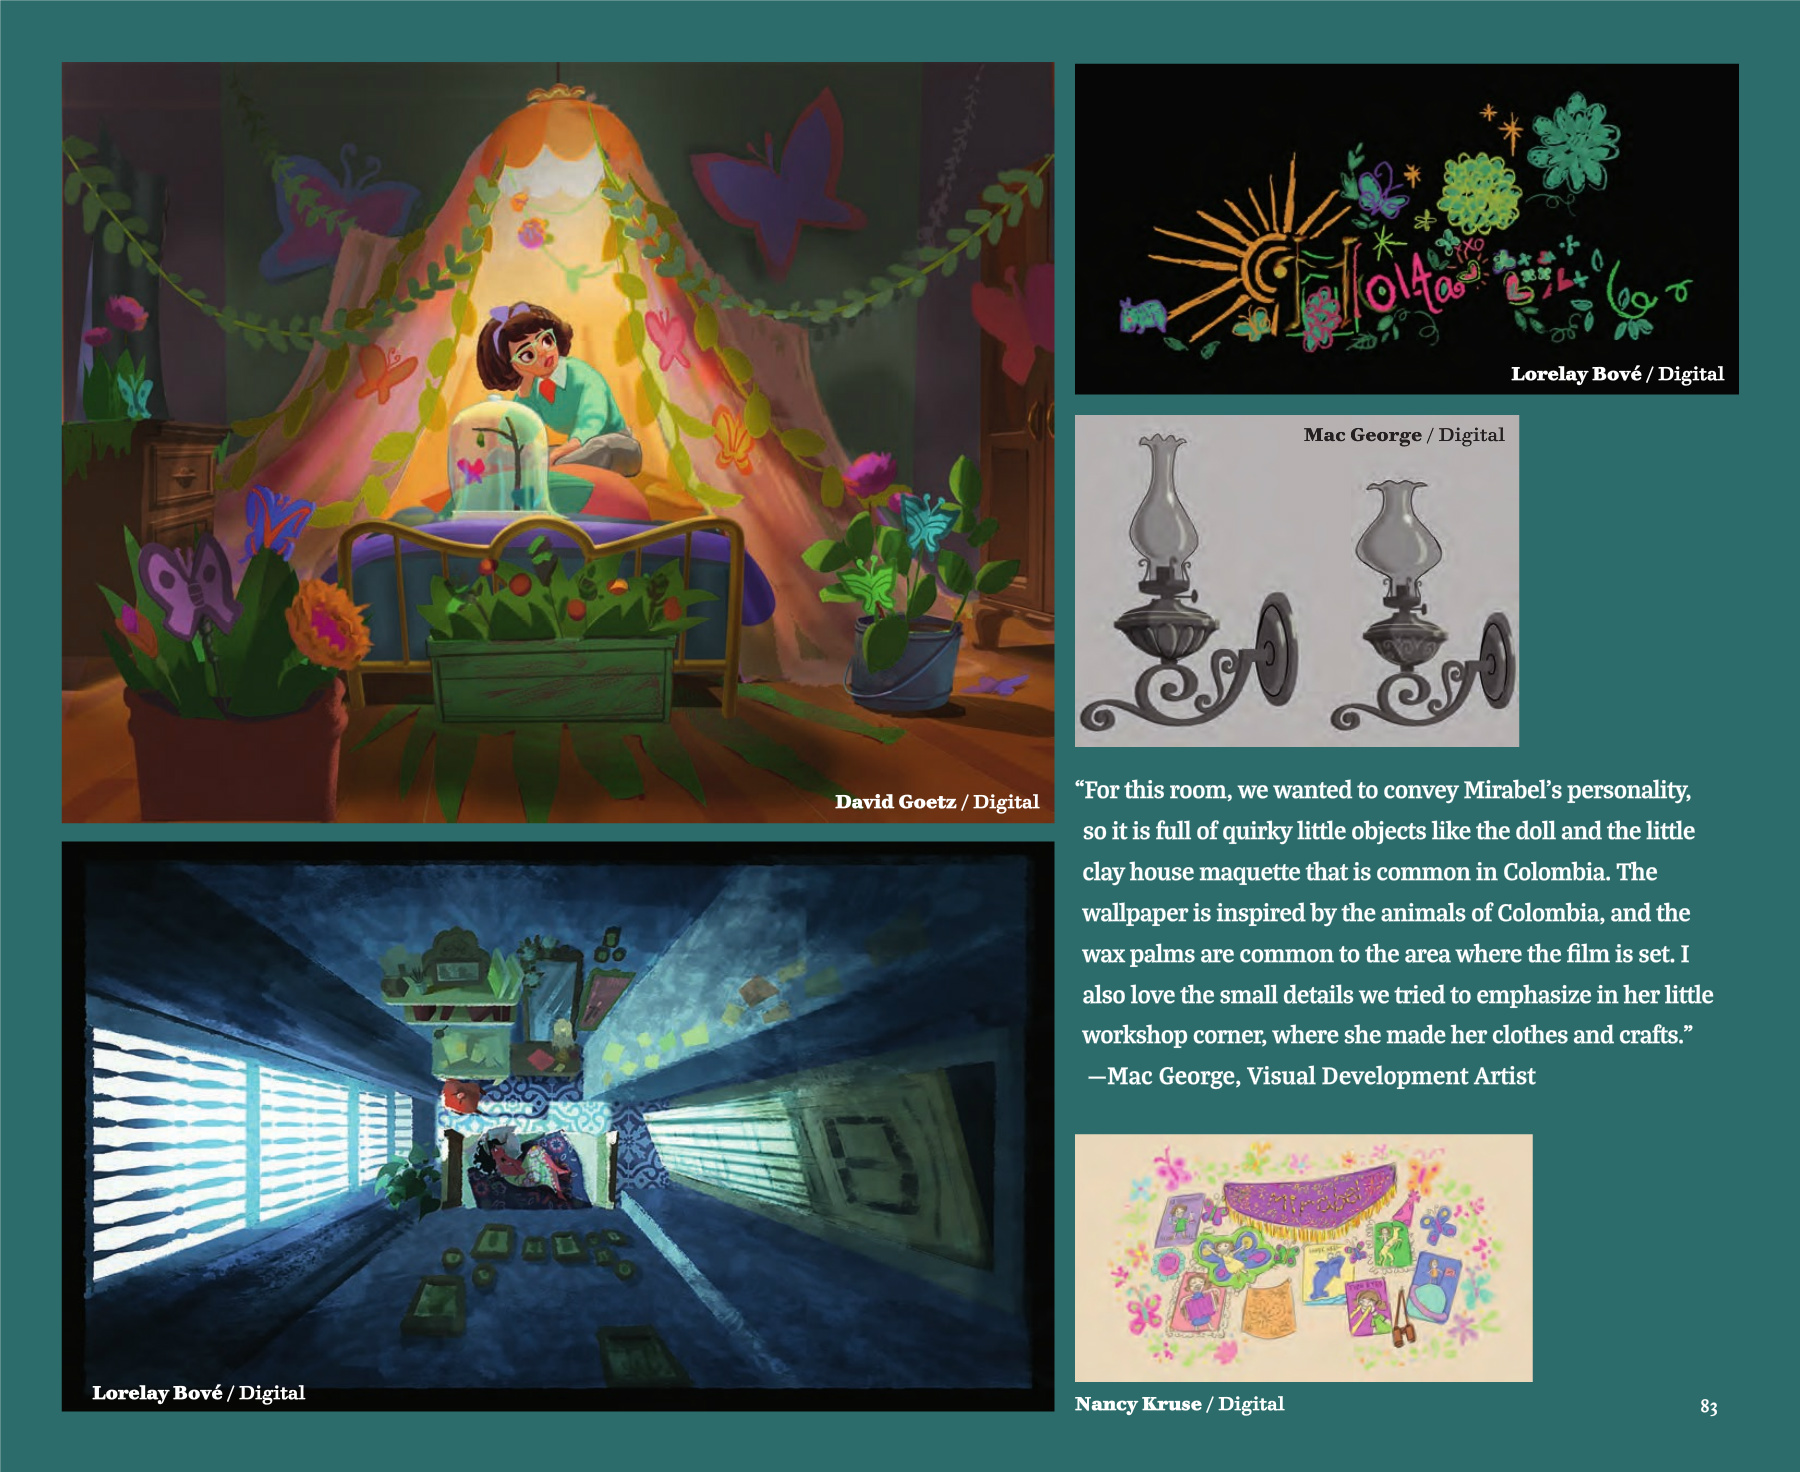 David Goetz / Digital
Lorelay Bové / Digital
Mac George / Digital
“For this room, we wanted to convey Mirabel’s personality,
so it is full of quirky little objects like the doll and the little
clay house maquette that is common in Colombia. The
wallpaper is inspired by the animals of Colombia, and the
wax palms are common to the area where the film is set. I
also love the small details we tried to emphasize in her little
workshop corner, where she made her clothes and crafts.”
—Mac George, Visual Development Artist
Mirabel
Lorelay Bové / Digital
Nancy Kruse / Digital
83